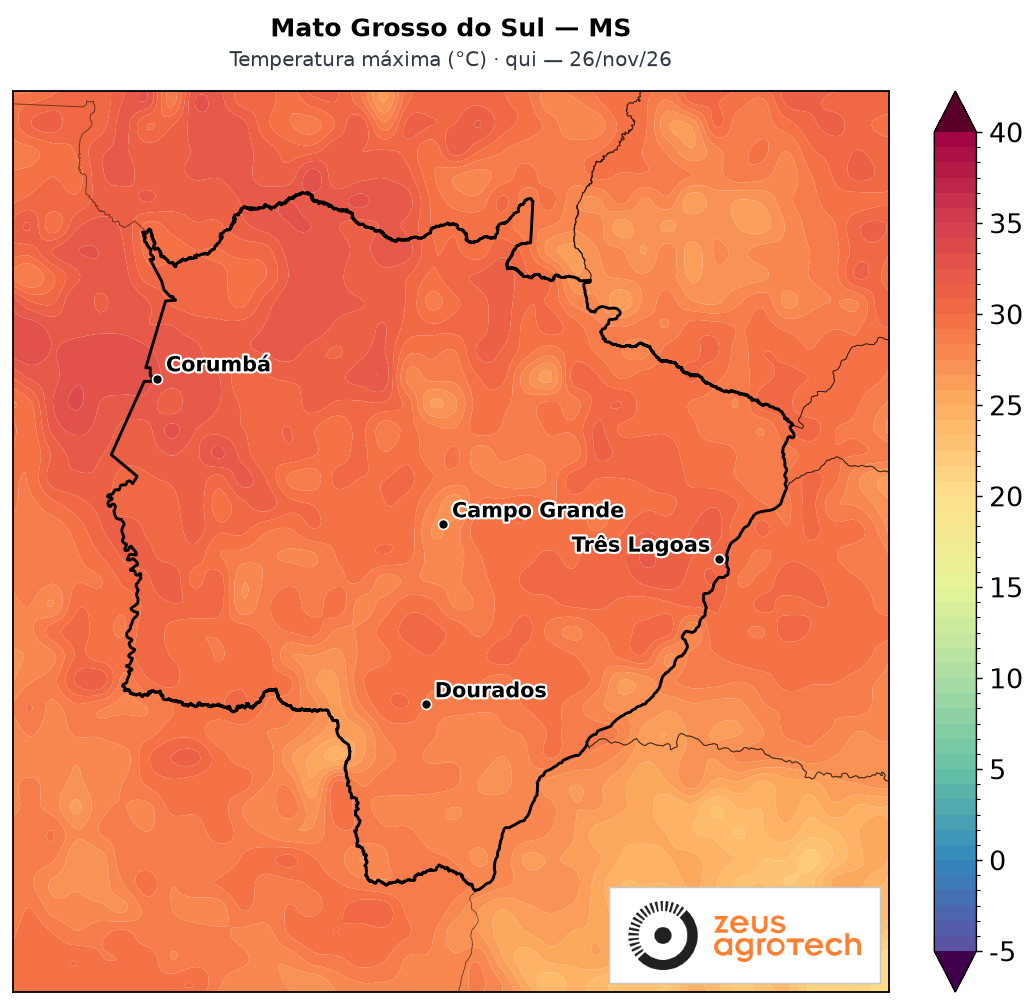 Mato Grosso do Sul — MS
Temperatura máxima (°C) · qui — 26/nov/26
Corumbá
Campo Grande
Três Lagoas
Dourados
40
35
30
25
20
15
10
5
0
-5
zeus
agrotech